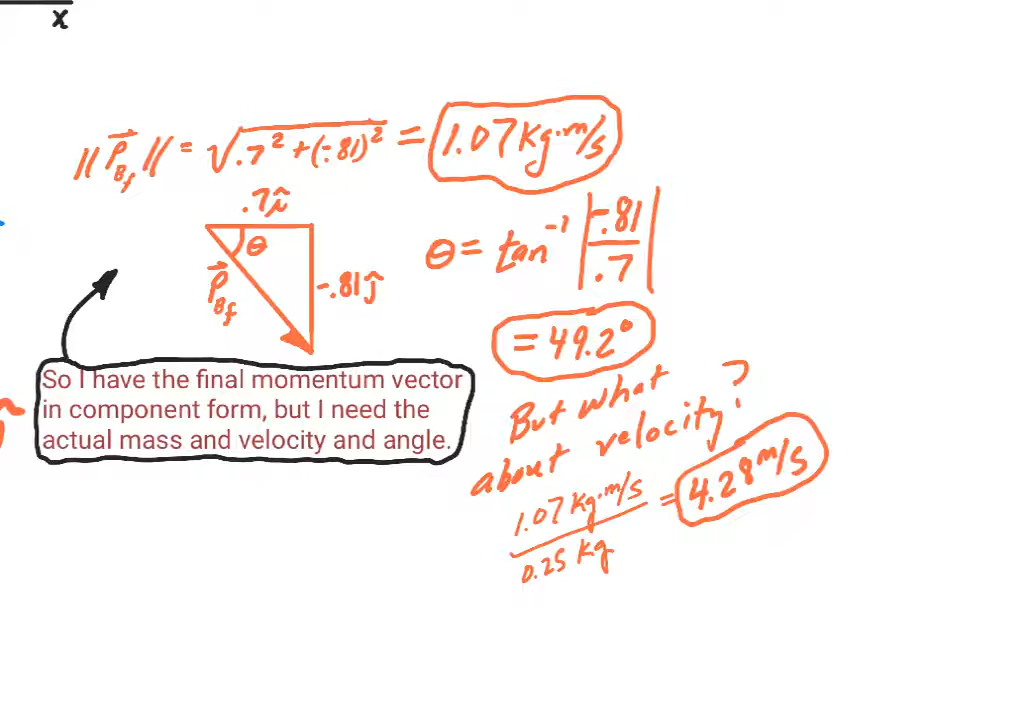 x
||P⃗_Bf|| = √.7² + (-.81)² = 1.07 kg·m/s
.7î
θ
P⃗_Bf
-.81ĵ
θ = tan⁻¹ |-.81/.7|
= 49.2°
So I have the final momentum vector
in component form, but I need the
actual mass and velocity and angle.
But what
about velocity?
1.07 kg·m/s / 0.25 kg = 4.28 m/s